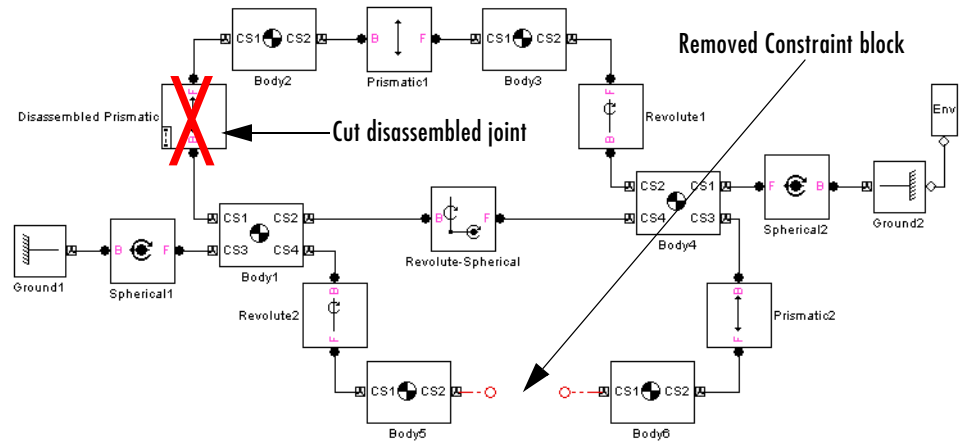 CS1 CS2
Body2
B F
Prismatic1
CS1 CS2
Body3
Removed Constraint block
F
B
Disassembled Prismatic
Cut disassembled joint
F
B
Revolute1
Env
CS2 CS1
CS4 CS3
Body4
F B
Spherical2
Ground2
CS1 CS2
CS3 CS4
Body1
B F
Revolute-Spherical
Ground1
B F
Spherical1
B
F
Revolute2
B
F
Prismatic2
CS1 CS2
Body5
CS1 CS2
Body6